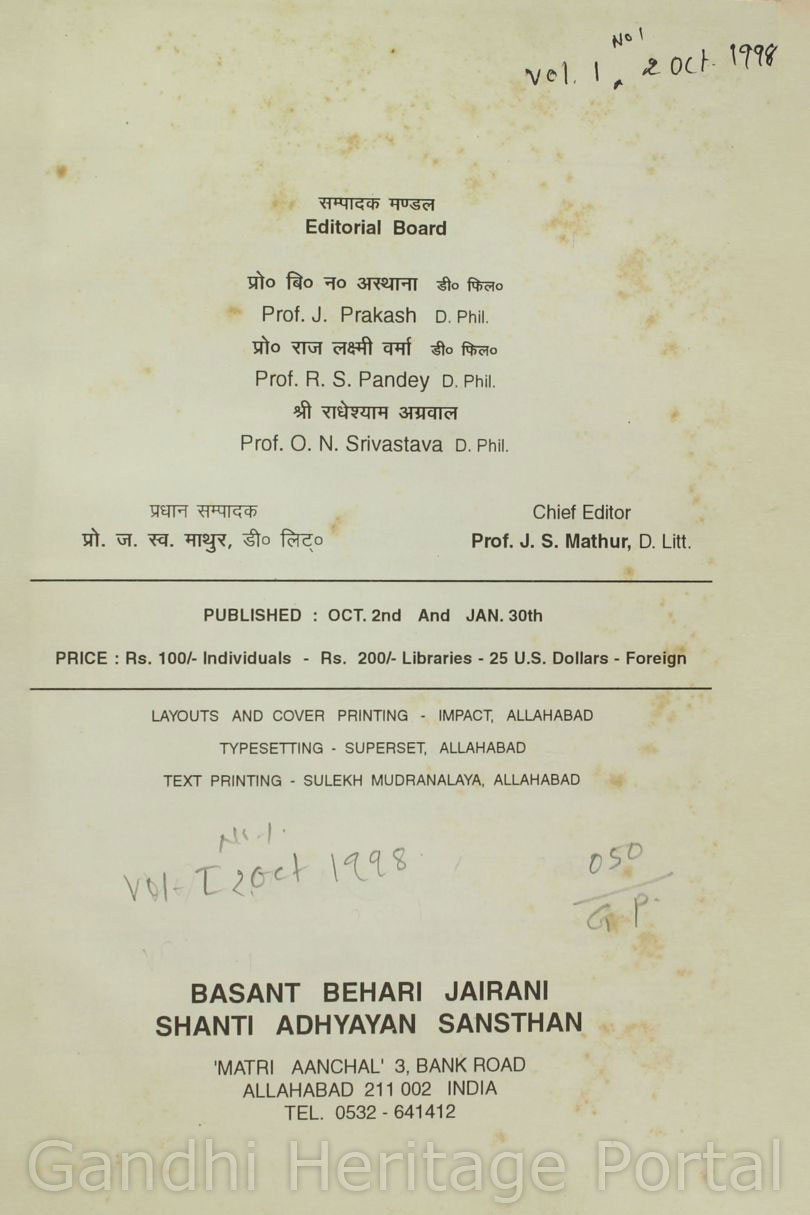 No 1
Vol. 1, 2 Oct. 1998
सम्पादक मण्डल
Editorial Board
प्रो० बि० न० अस्थाना डी० फिल०
Prof. J. Prakash D. Phil.
प्रो० राज लक्ष्मी वर्मा डी० फिल०
Prof. R. S. Pandey D. Phil.
श्री राधेश्याम अग्रवाल
Prof. O. N. Srivastava D. Phil.
प्रधान सम्पादक Chief Editor
प्रो. ज. स्व. माथुर, डी० लिट्० Prof. J. S. Mathur, D. Litt.
PUBLISHED : OCT. 2nd And JAN. 30th
PRICE : Rs. 100/- Individuals - Rs. 200/- Libraries - 25 U.S. Dollars - Foreign
LAYOUTS AND COVER PRINTING - IMPACT, ALLAHABAD
TYPESETTING - SUPERSET, ALLAHABAD
TEXT PRINTING - SULEKH MUDRANALAYA, ALLAHABAD
No 1.
Vol- I 2 Oct 1998
050
G P.
BASANT BEHARI JAIRANI
SHANTI ADHYAYAN SANSTHAN
'MATRI AANCHAL' 3, BANK ROAD
ALLAHABAD 211 002 INDIA
TEL. 0532 - 641412
Gandhi Heritage Portal